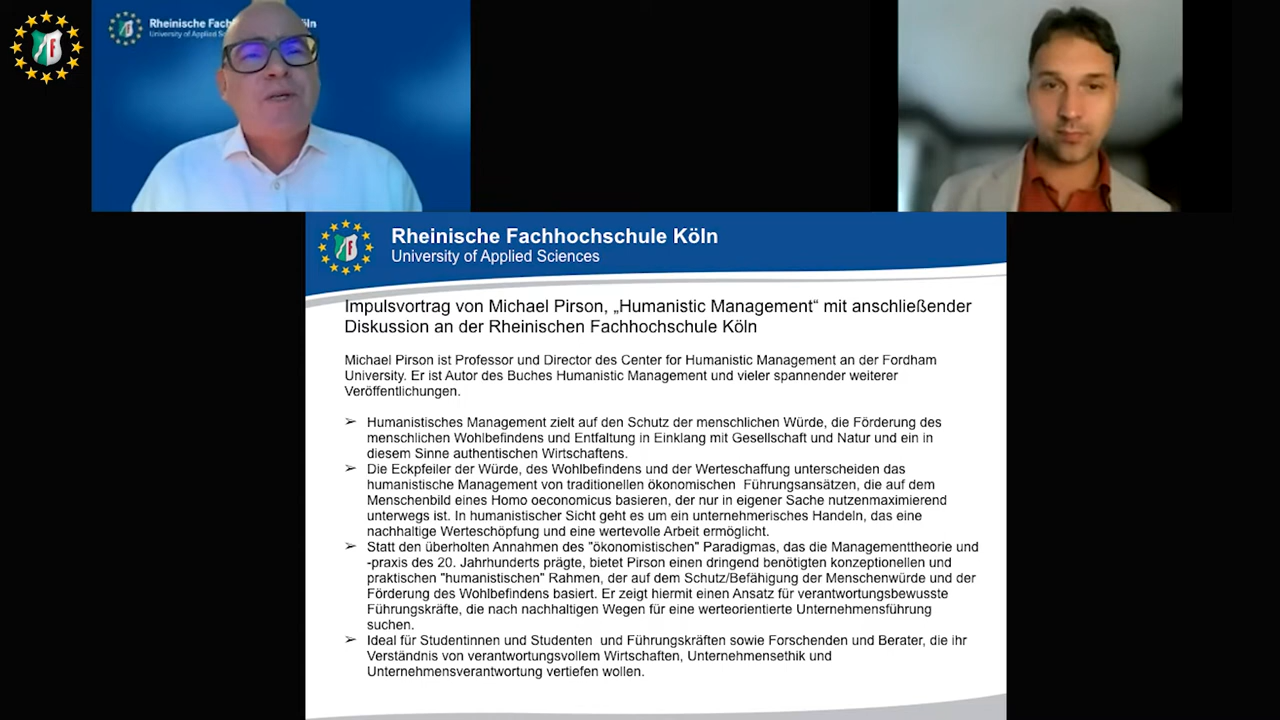 Rheinische Fach öln
University of Applied S
Rheinische Fachhochschule Köln
University of Applied Sciences
Impulsvortrag von Michael Pirson, „Humanistic Management“ mit anschließender
Diskussion an der Rheinischen Fachhochschule Köln
Michael Pirson ist Professor und Director des Center for Humanistic Management an der Fordham
University. Er ist Autor des Buches Humanistic Management und vieler spannender weiterer
Veröffentlichungen.
➢ Humanistisches Management zielt auf den Schutz der menschlichen Würde, die Förderung des
menschlichen Wohlbefindens und Entfaltung in Einklang mit Gesellschaft und Natur und ein in
diesem Sinne authentischen Wirtschaftens.
➢ Die Eckpfeiler der Würde, des Wohlbefindens und der Werteschaffung unterscheiden das
humanistische Management von traditionellen ökonomischen Führungsansätzen, die auf dem
Menschenbild eines Homo oeconomicus basieren, der nur in eigener Sache nutzenmaximierend
unterwegs ist. In humanistischer Sicht geht es um ein unternehmerisches Handeln, das eine
nachhaltige Werteschöpfung und eine wertevolle Arbeit ermöglicht.
➢ Statt den überholten Annahmen des "ökonomistischen" Paradigmas, das die Managementtheorie und
-praxis des 20. Jahrhunderts prägte, bietet Pirson einen dringend benötigten konzeptionellen und
praktischen "humanistischen" Rahmen, der auf dem Schutz/Befähigung der Menschenwürde und der
Förderung des Wohlbefindens basiert. Er zeigt hiermit einen Ansatz für verantwortungsbewusste
Führungskräfte, die nach nachhaltigen Wegen für eine werteorientierte Unternehmensführung
suchen.
➢ Ideal für Studentinnen und Studenten und Führungskräften sowie Forschenden und Berater, die ihr
Verständnis von verantwortungsvollem Wirtschaften, Unternehmensethik und
Unternehmensverantwortung vertiefen wollen.